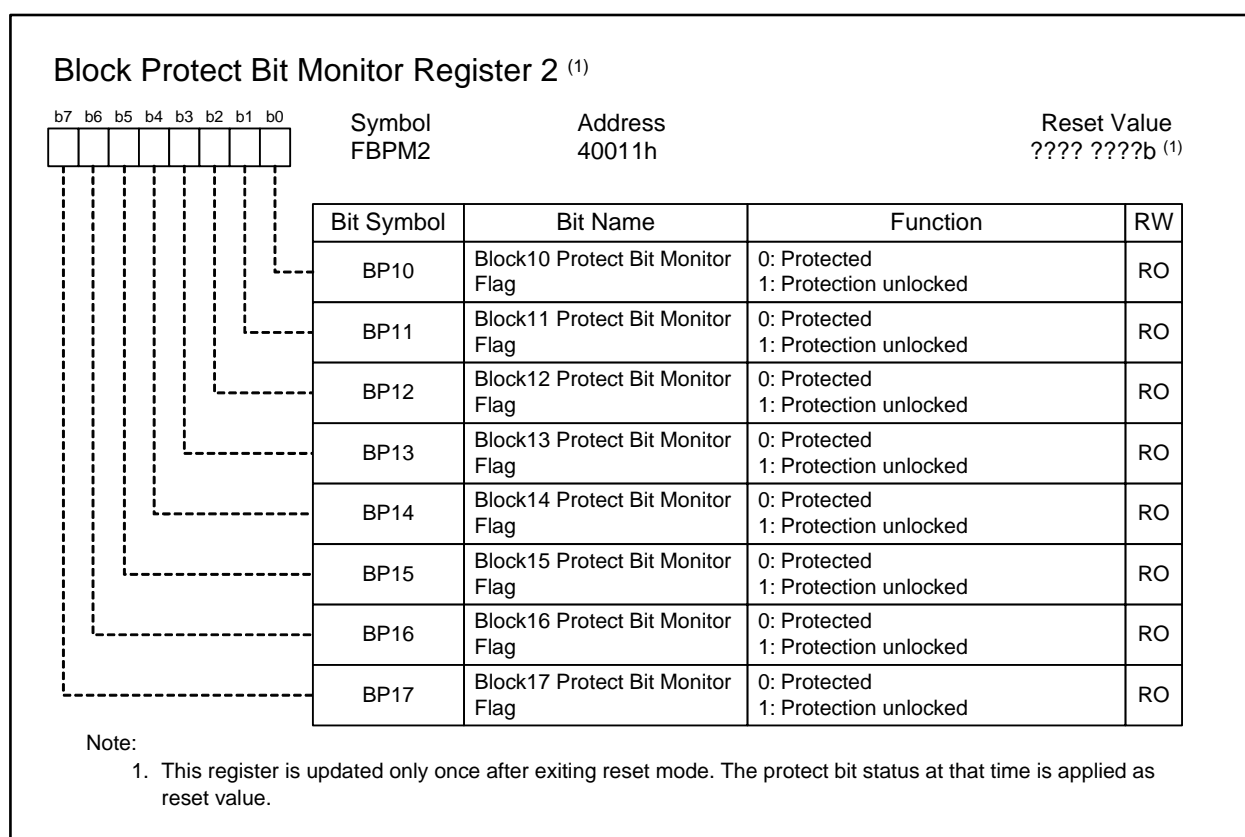 Block Protect Bit Monitor Register 2 (1)
b7 b6 b5 b4 b3 b2 b1 b0
Symbol Address Reset Value
FBPM2 40011h ???? ????b (1)
Bit Symbol Bit Name Function RW
BP10 Block10 Protect Bit Monitor Flag 0: Protected 1: Protection unlocked RO
BP11 Block11 Protect Bit Monitor Flag 0: Protected 1: Protection unlocked RO
BP12 Block12 Protect Bit Monitor Flag 0: Protected 1: Protection unlocked RO
BP13 Block13 Protect Bit Monitor Flag 0: Protected 1: Protection unlocked RO
BP14 Block14 Protect Bit Monitor Flag 0: Protected 1: Protection unlocked RO
BP15 Block15 Protect Bit Monitor Flag 0: Protected 1: Protection unlocked RO
BP16 Block16 Protect Bit Monitor Flag 0: Protected 1: Protection unlocked RO
BP17 Block17 Protect Bit Monitor Flag 0: Protected 1: Protection unlocked RO
Note:
1. This register is updated only once after exiting reset mode. The protect bit status at that time is applied as
reset value.